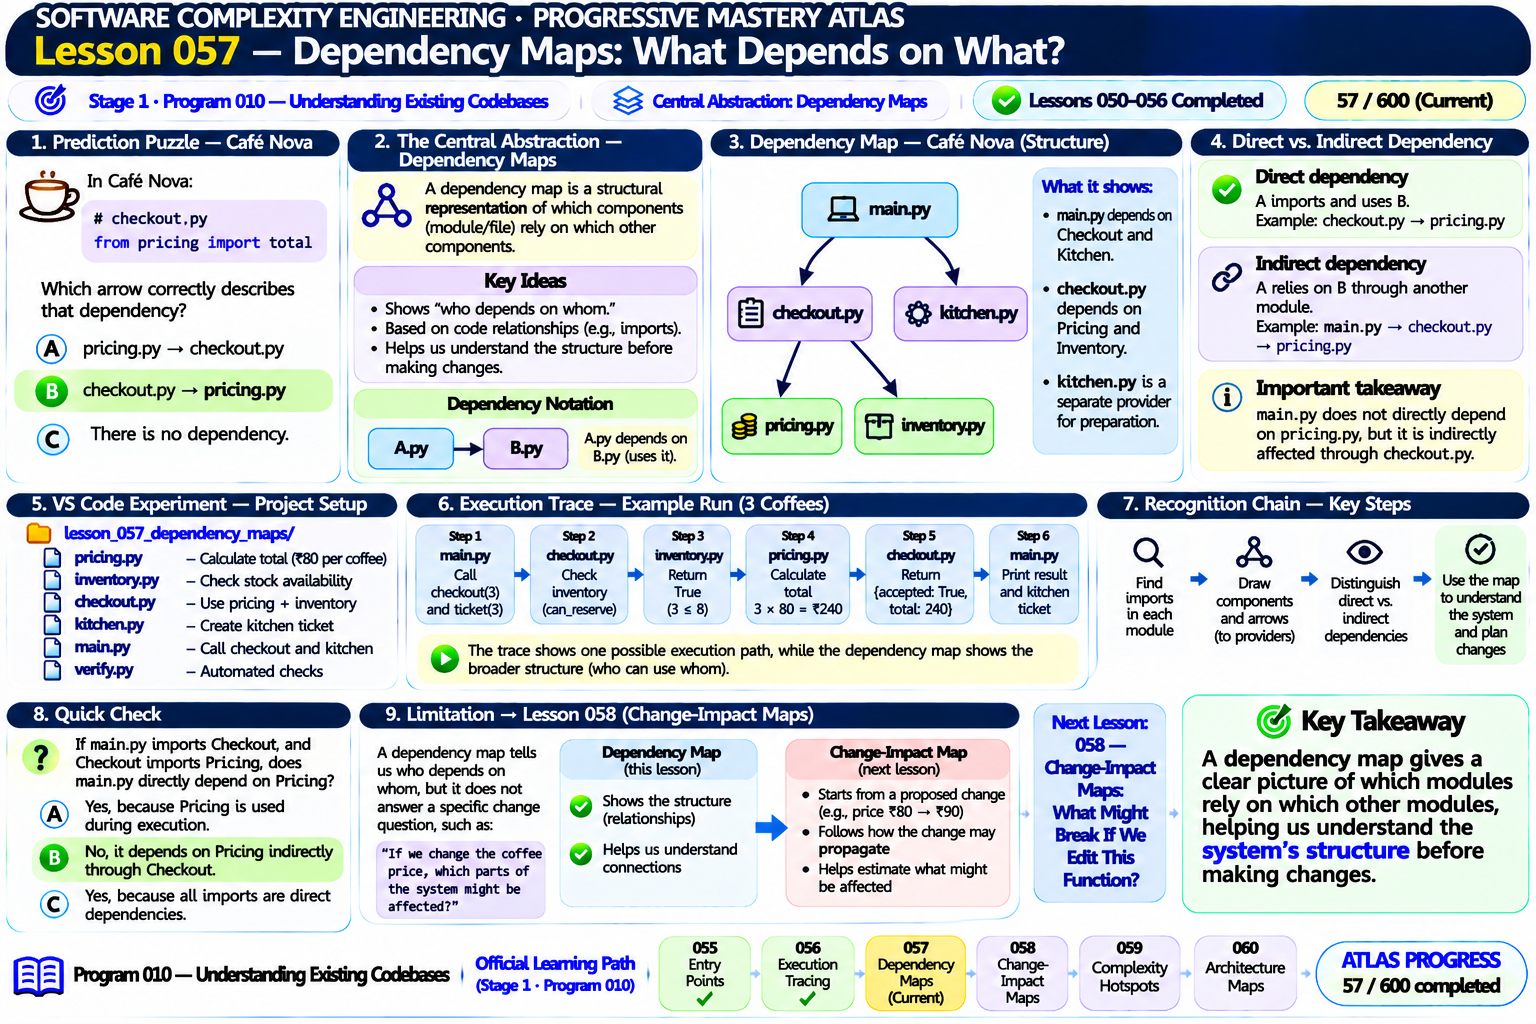 SOFTWARE COMPLEXITY ENGINEERING · PROGRESSIVE MASTERY ATLAS
Lesson 057 — Dependency Maps: What Depends on What?
Stage 1 · Program 010 — Understanding Existing Codebases
Central Abstraction: Dependency Maps
Lessons 050–056 Completed
57 / 600 (Current)
1. Prediction Puzzle — Café Nova
In Café Nova:
# checkout.py
from pricing import total
Which arrow correctly describes
that dependency?
A pricing.py → checkout.py
B checkout.py → pricing.py
C There is no dependency.
2. The Central Abstraction —
Dependency Maps
A dependency map is a structural
representation of which components
(module/file) rely on which other
components.
Key Ideas
• Shows “who depends on whom.”
• Based on code relationships (e.g., imports).
• Helps us understand the structure before
making changes.
Dependency Notation
A.py
B.py
A.py depends on
B.py (uses it).
3. Dependency Map — Café Nova (Structure)
main.py
checkout.py
kitchen.py
pricing.py
inventory.py
What it shows:
• main.py depends on
Checkout and
Kitchen.
• checkout.py
depends on
Pricing and
Inventory.
• kitchen.py is a
separate provider
for preparation.
4. Direct vs. Indirect Dependency
Direct dependency
A imports and uses B.
Example: checkout.py → pricing.py
Indirect dependency
A relies on B through another
module.
Example: main.py → checkout.py
→ pricing.py
Important takeaway
main.py does not directly depend
on pricing.py, but it is indirectly
affected through checkout.py.
5. VS Code Experiment — Project Setup
lesson_057_dependency_maps/
pricing.py – Calculate total (₹80 per coffee)
inventory.py – Check stock availability
checkout.py – Use pricing + inventory
kitchen.py – Create kitchen ticket
main.py – Call checkout and kitchen
verify.py – Automated checks
6. Execution Trace — Example Run (3 Coffees)
Step 1
main.py
Call
checkout(3)
and ticket(3)
Step 2
checkout.py
Check
inventory
(can_reserve)
Step 3
inventory.py
Return
True
(3 ≤ 8)
Step 4
pricing.py
Calculate
total
3 × 80 = ₹240
Step 5
checkout.py
Return
{accepted: True,
total: 240}
Step 6
main.py
Print result
and kitchen
ticket
The trace shows one possible execution path, while the dependency map shows the
broader structure (who can use whom).
7. Recognition Chain — Key Steps
Find
imports
in each
module
Draw
components
and arrows
(to providers)
Distinguish
direct vs.
indirect
dependencies
Use the map
to understand
the system
and plan
changes
8. Quick Check
?
If main.py imports Checkout, and
Checkout imports Pricing, does
main.py directly depend on Pricing?
A Yes, because Pricing is used
during execution.
B No, it depends on Pricing indirectly
through Checkout.
C Yes, because all imports are direct
dependencies.
9. Limitation → Lesson 058 (Change-Impact Maps)
A dependency map tells
us who depends on
whom, but it does not
answer a specific change
question, such as:
“If we change the coffee
price, which parts of
the system might be
affected?”
Dependency Map
(this lesson)
Shows the structure
(relationships)
Helps us understand
connections
Change-Impact Map
(next lesson)
• Starts from a proposed change
(e.g., price ₹80 → ₹90)
• Follows how the change may
propagate
• Helps estimate what might
be affected
Next Lesson:
058 —
Change-Impact
Maps:
What Might
Break If We
Edit This
Function?
Key Takeaway
A dependency map gives a
clear picture of which modules
rely on which other modules,
helping us understand the
system’s structure before
making changes.
Program 010 — Understanding Existing Codebases
Official Learning Path
(Stage 1 · Program 010)
055
Entry
Points
056
Execution
Tracing
057
Dependency
Maps
(Current)
058
Change-
Impact
Maps
059
Complexity
Hotspots
060
Architecture
Maps
ATLAS PROGRESS
57 / 600 completed